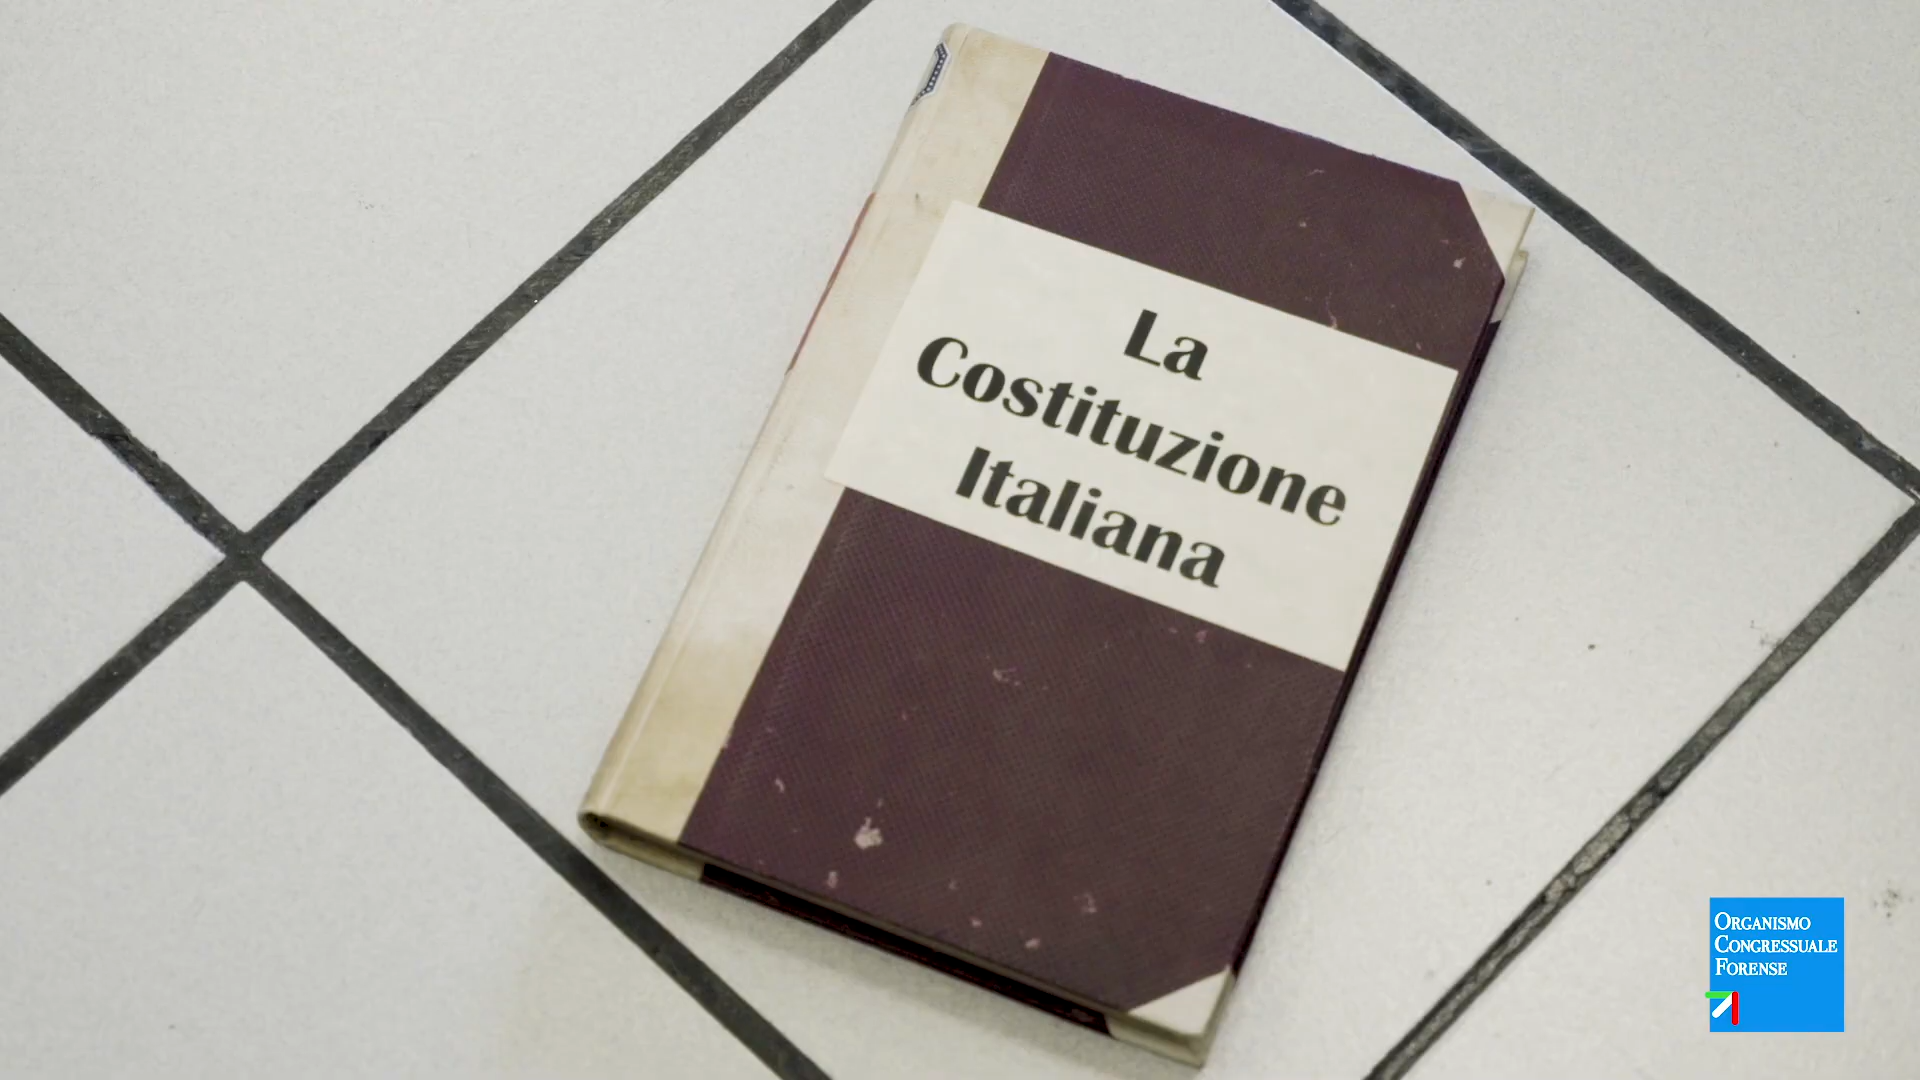 La
Costituzione
Italiana
ORGANISMO
CONGRESSUALE
FORENSE